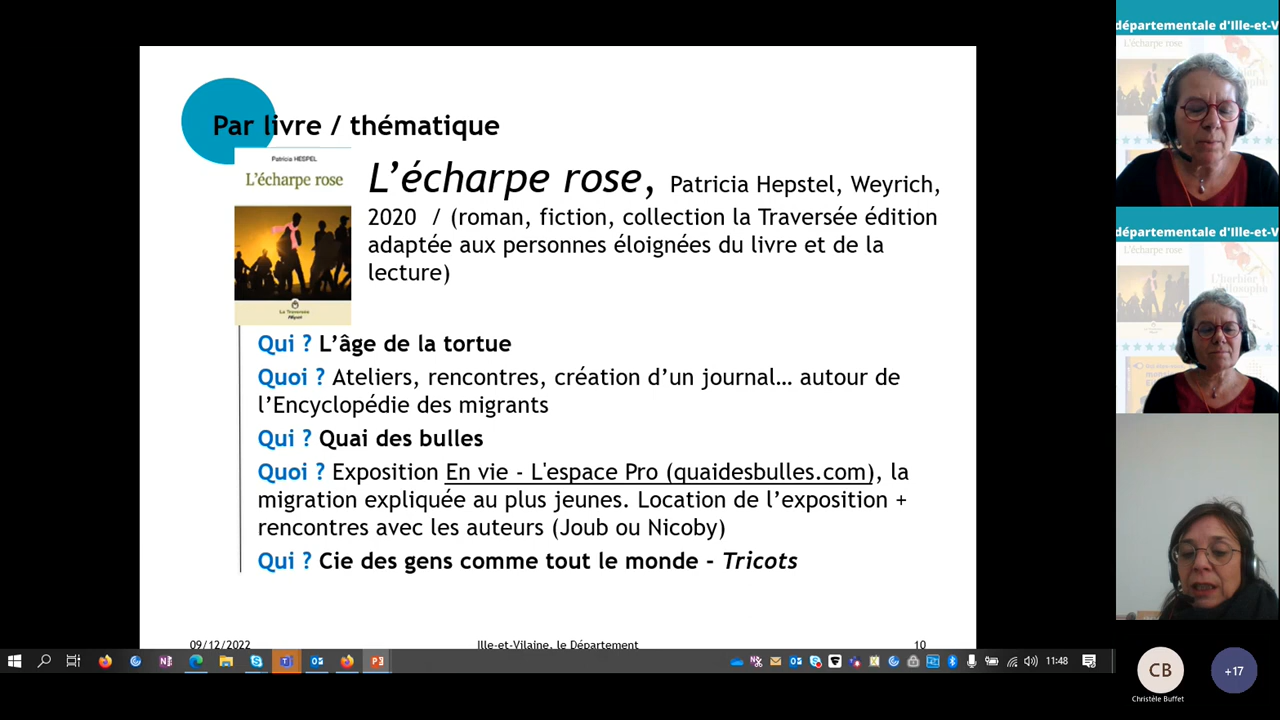 Par livre / thématique
Patricia HESPEL
L'écharpe rose
La Traversée
L'écharpe rose, Patricia Hepstel, Weyrich,
2020 / (roman, fiction, collection la Traversée édition
adaptée aux personnes éloignées du livre et de la
lecture)
Qui ? L'âge de la tortue
Quoi ? Ateliers, rencontres, création d'un journal… autour de
l'Encyclopédie des migrants
Qui ? Quai des bulles
Quoi ? Exposition En vie - L'espace Pro (quaidesbulles.com), la
migration expliquée au plus jeunes. Location de l'exposition +
rencontres avec les auteurs (Joub ou Nicoby)
Qui ? Cie des gens comme tout le monde - Tricots
09/12/2022
Ille-et-Vilaine, le Département
10
11:48
départementale d'Ille-et-V
L'écharpe rose
départementale d'Ille-et-V
L'écharpe rose
CB
Christèle Buffet
+17